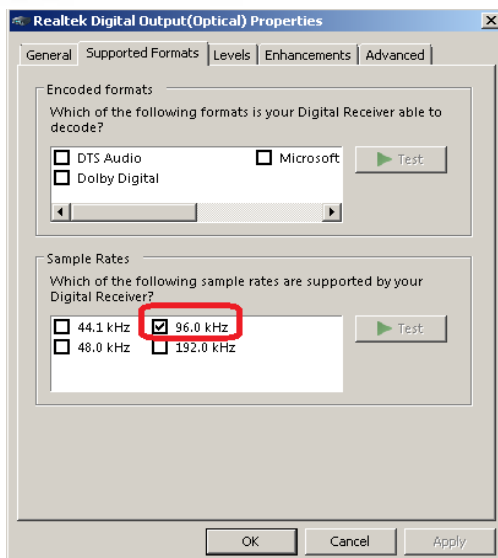 Realtek Digital Output(Optical) Properties
General Supported Formats Levels Enhancements Advanced
Encoded formats
Which of the following formats is your Digital Receiver able to
decode?
DTS Audio Microsoft Test
Dolby Digital
Sample Rates
Which of the following sample rates are supported by your
Digital Receiver?
44.1 kHz 96.0 kHz Test
48.0 kHz 192.0 kHz
OK Cancel Apply